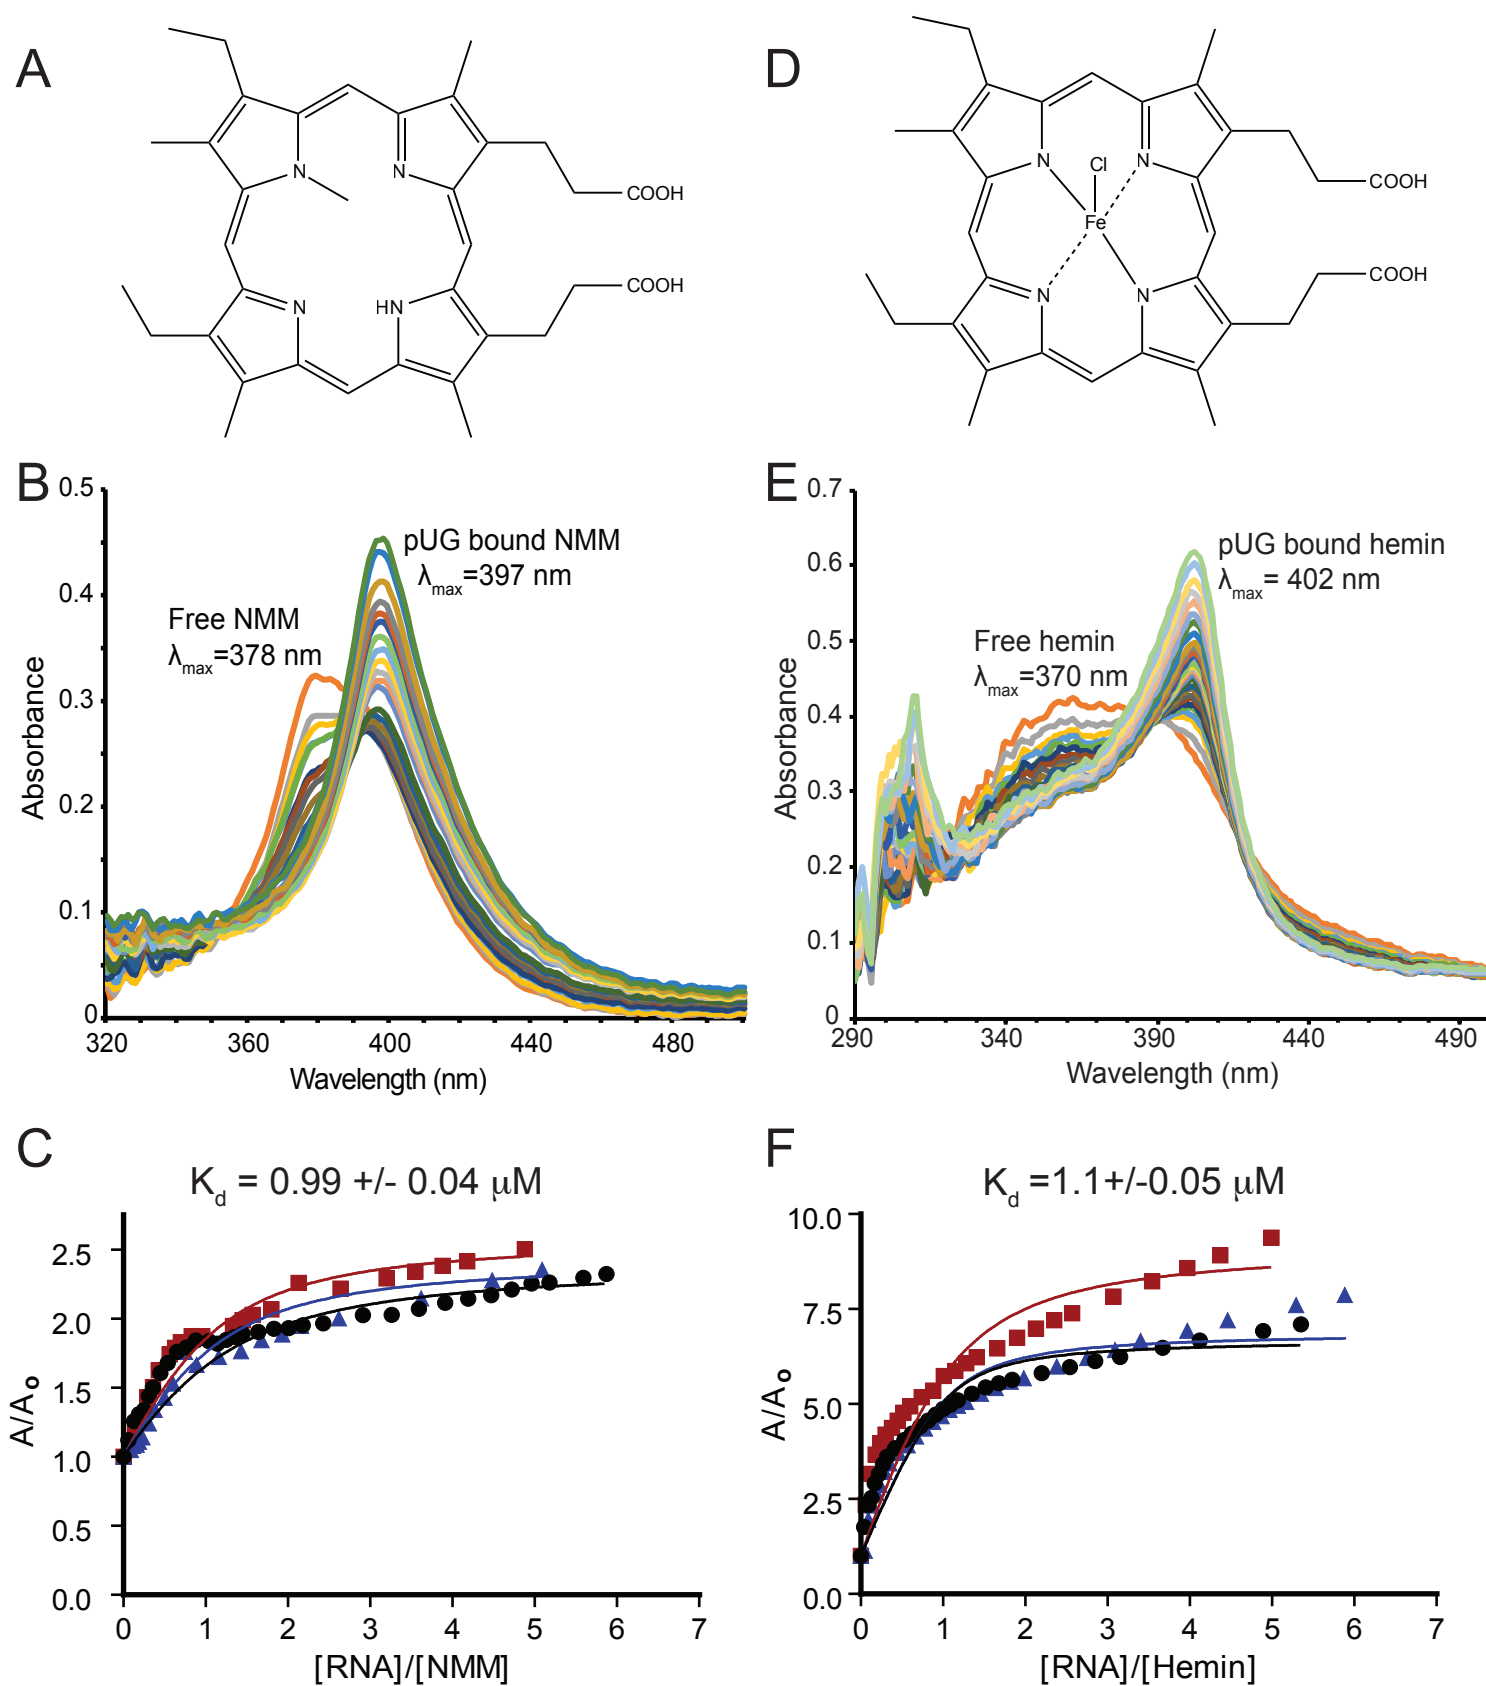 A
N
N
N
HN
COOH
COOH
D
N
N
N
N
Cl
Fe
COOH
COOH
B
0.5
0.4
0.3
0.2
0.1
0
Absorbance
Free NMM
λmax=378 nm
pUG bound NMM
λmax=397 nm
320
360
400
440
480
Wavelength (nm)
E
0.7
0.6
0.5
0.4
0.3
0.2
0.1
0
Absorbance
Free hemin
λmax=370 nm
pUG bound hemin
λmax= 402 nm
290
340
390
440
490
Wavelength (nm)
C
Kd = 0.99 +/- 0.04 μM
2.5
2.0
1.5
1.0
0.5
0.0
A/Ao
0
1
2
3
4
5
6
7
[RNA]/[NMM]
F
Kd =1.1+/-0.05 μM
10.0
7.5
5.0
2.5
0.0
A/Ao
0
1
2
3
4
5
6
7
[RNA]/[Hemin]